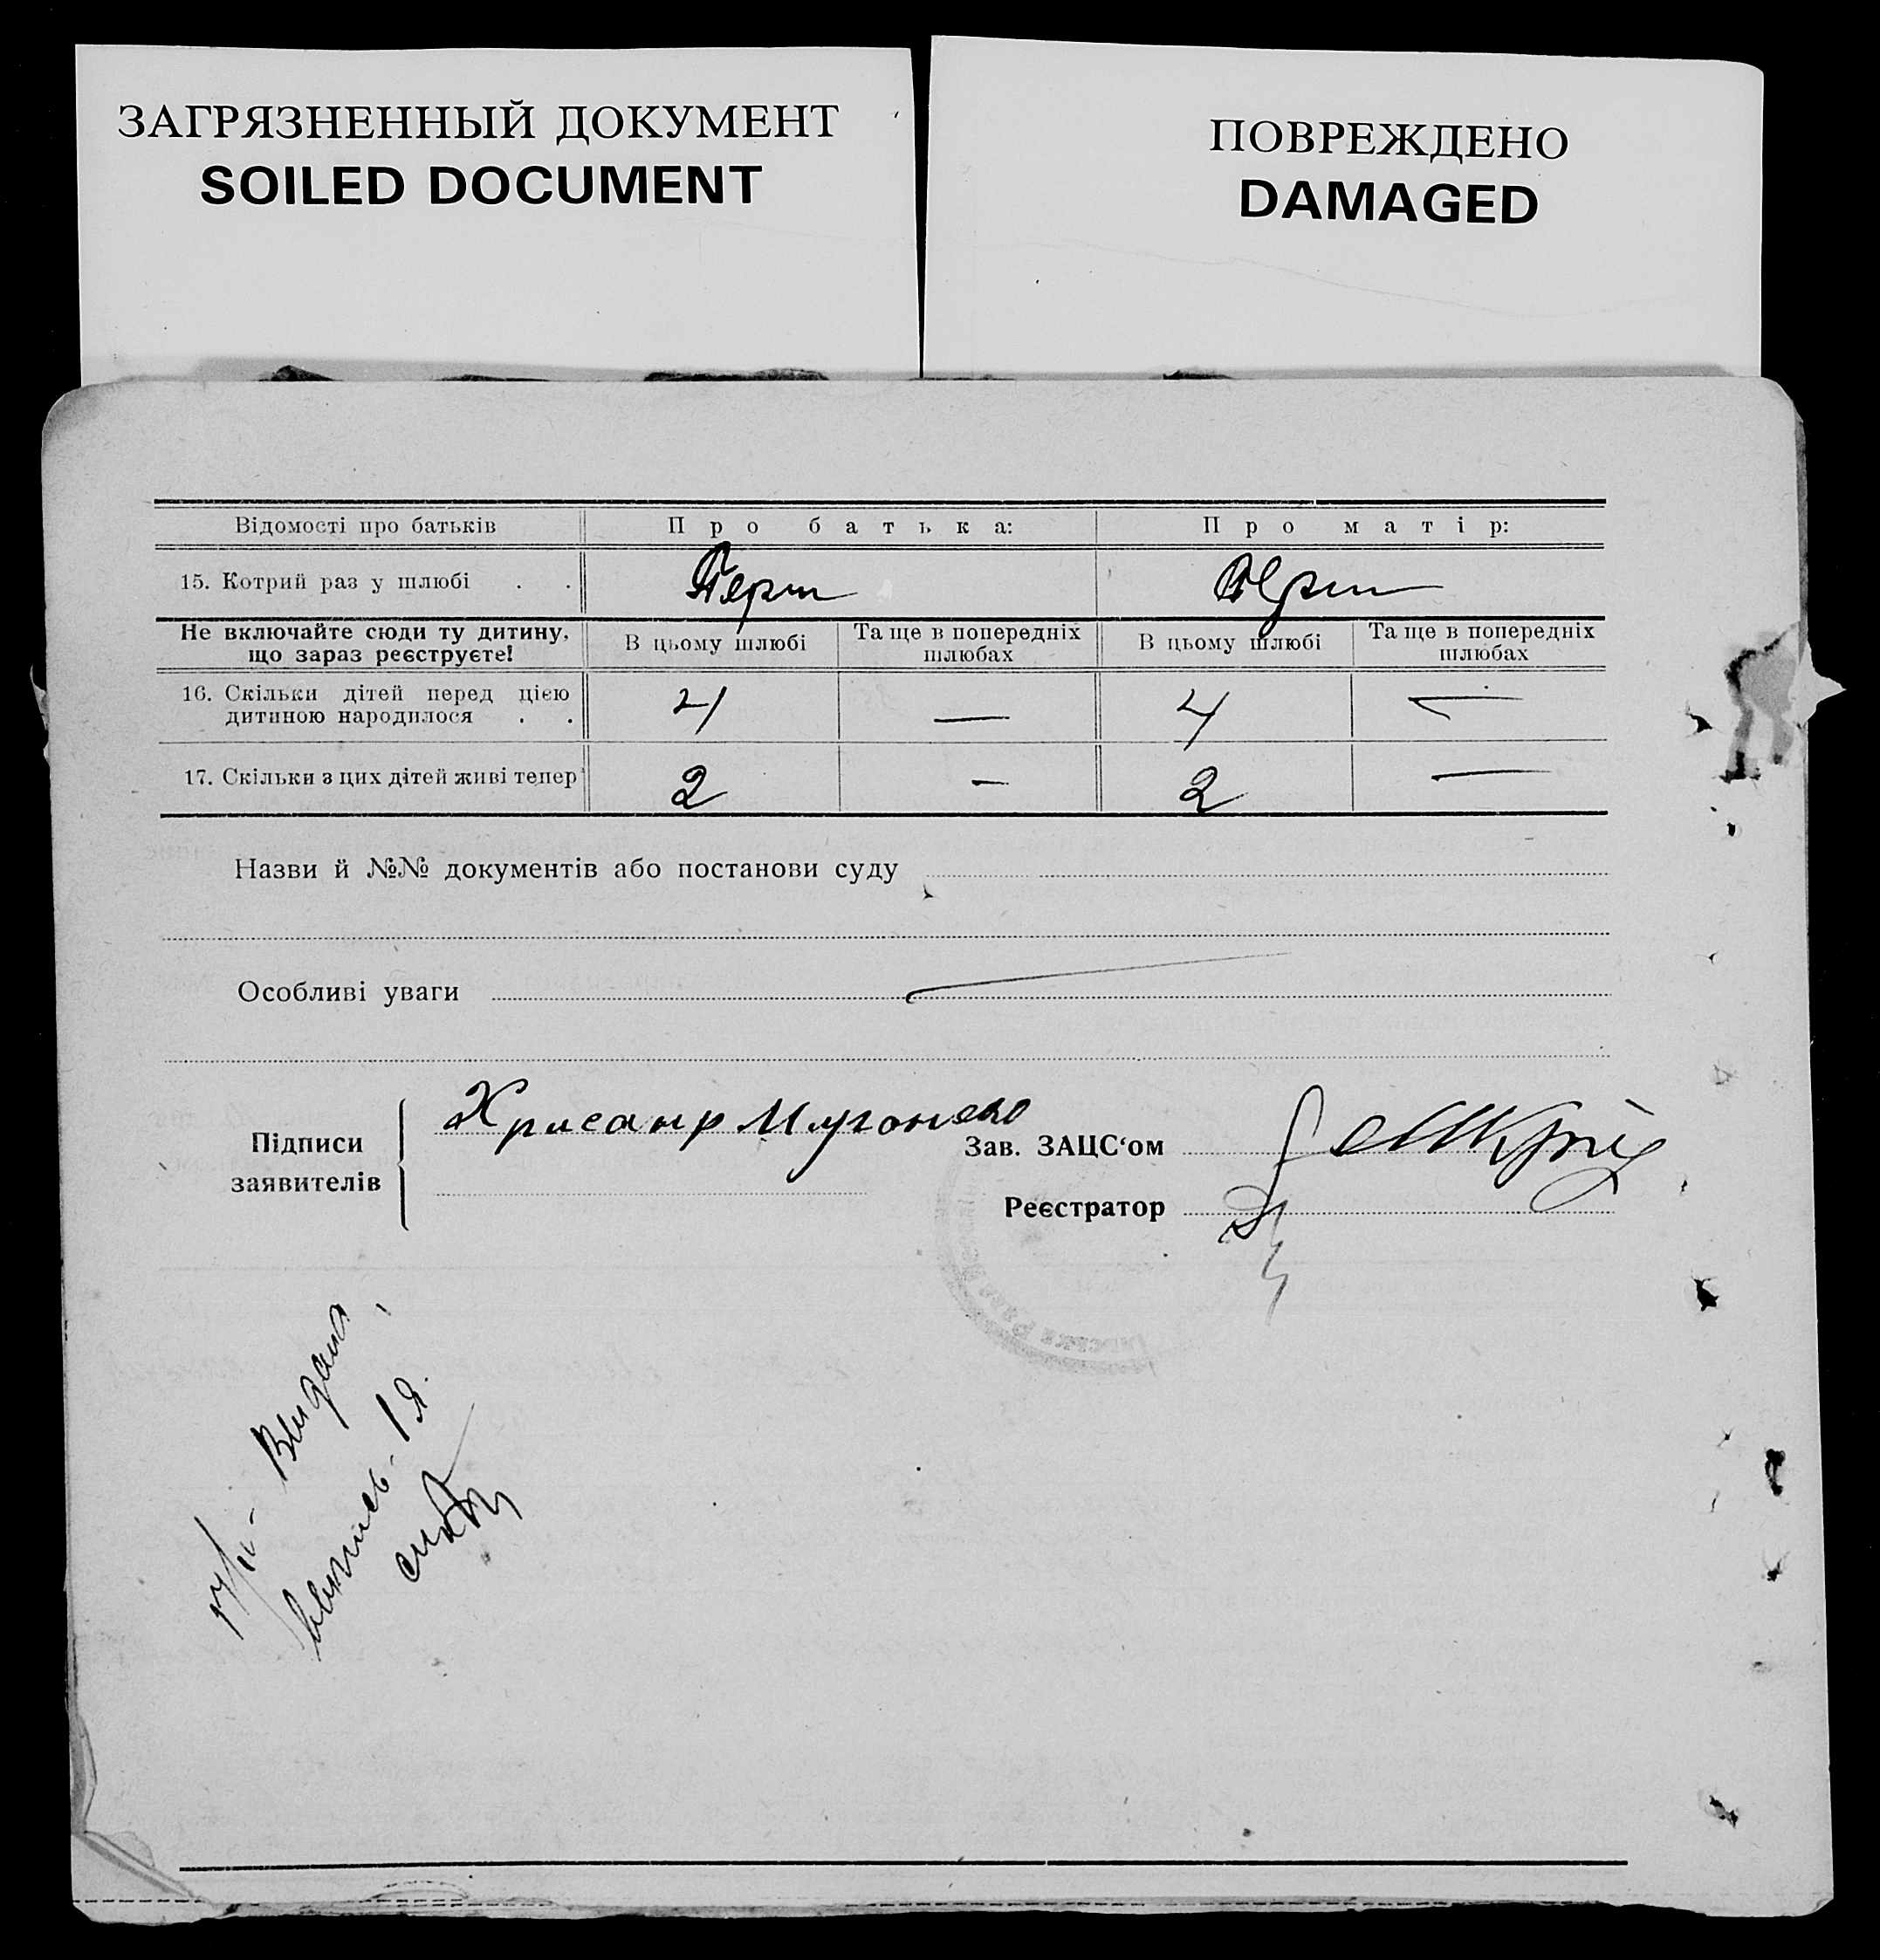 ЗАГРЯЗНЕННЫЙ ДОКУМЕНТ
SOILED DOCUMENT
ПОВРЕЖДЕНО
DAMAGED
Відомості про батьків Про батька: Про матір:
15. Котрий раз у шлюбі . . Перш Перш
Не включайте сюди ту дитину, що зараз реєструєте! В цьому шлюбі Та ще в попередніх шлюбах В цьому шлюбі Та ще в попередніх шлюбах
16. Скільки дітей перед цією дитиною народилося . . 4 — 4 —
17. Скільки з цих дітей живі тепер 2 — 2 —
Назви й №№ документів або постанови суду
Особливі уваги
Підписи заявителів
Зав. ЗАЦС‘ом
Реєстратор
Видана
1 я.